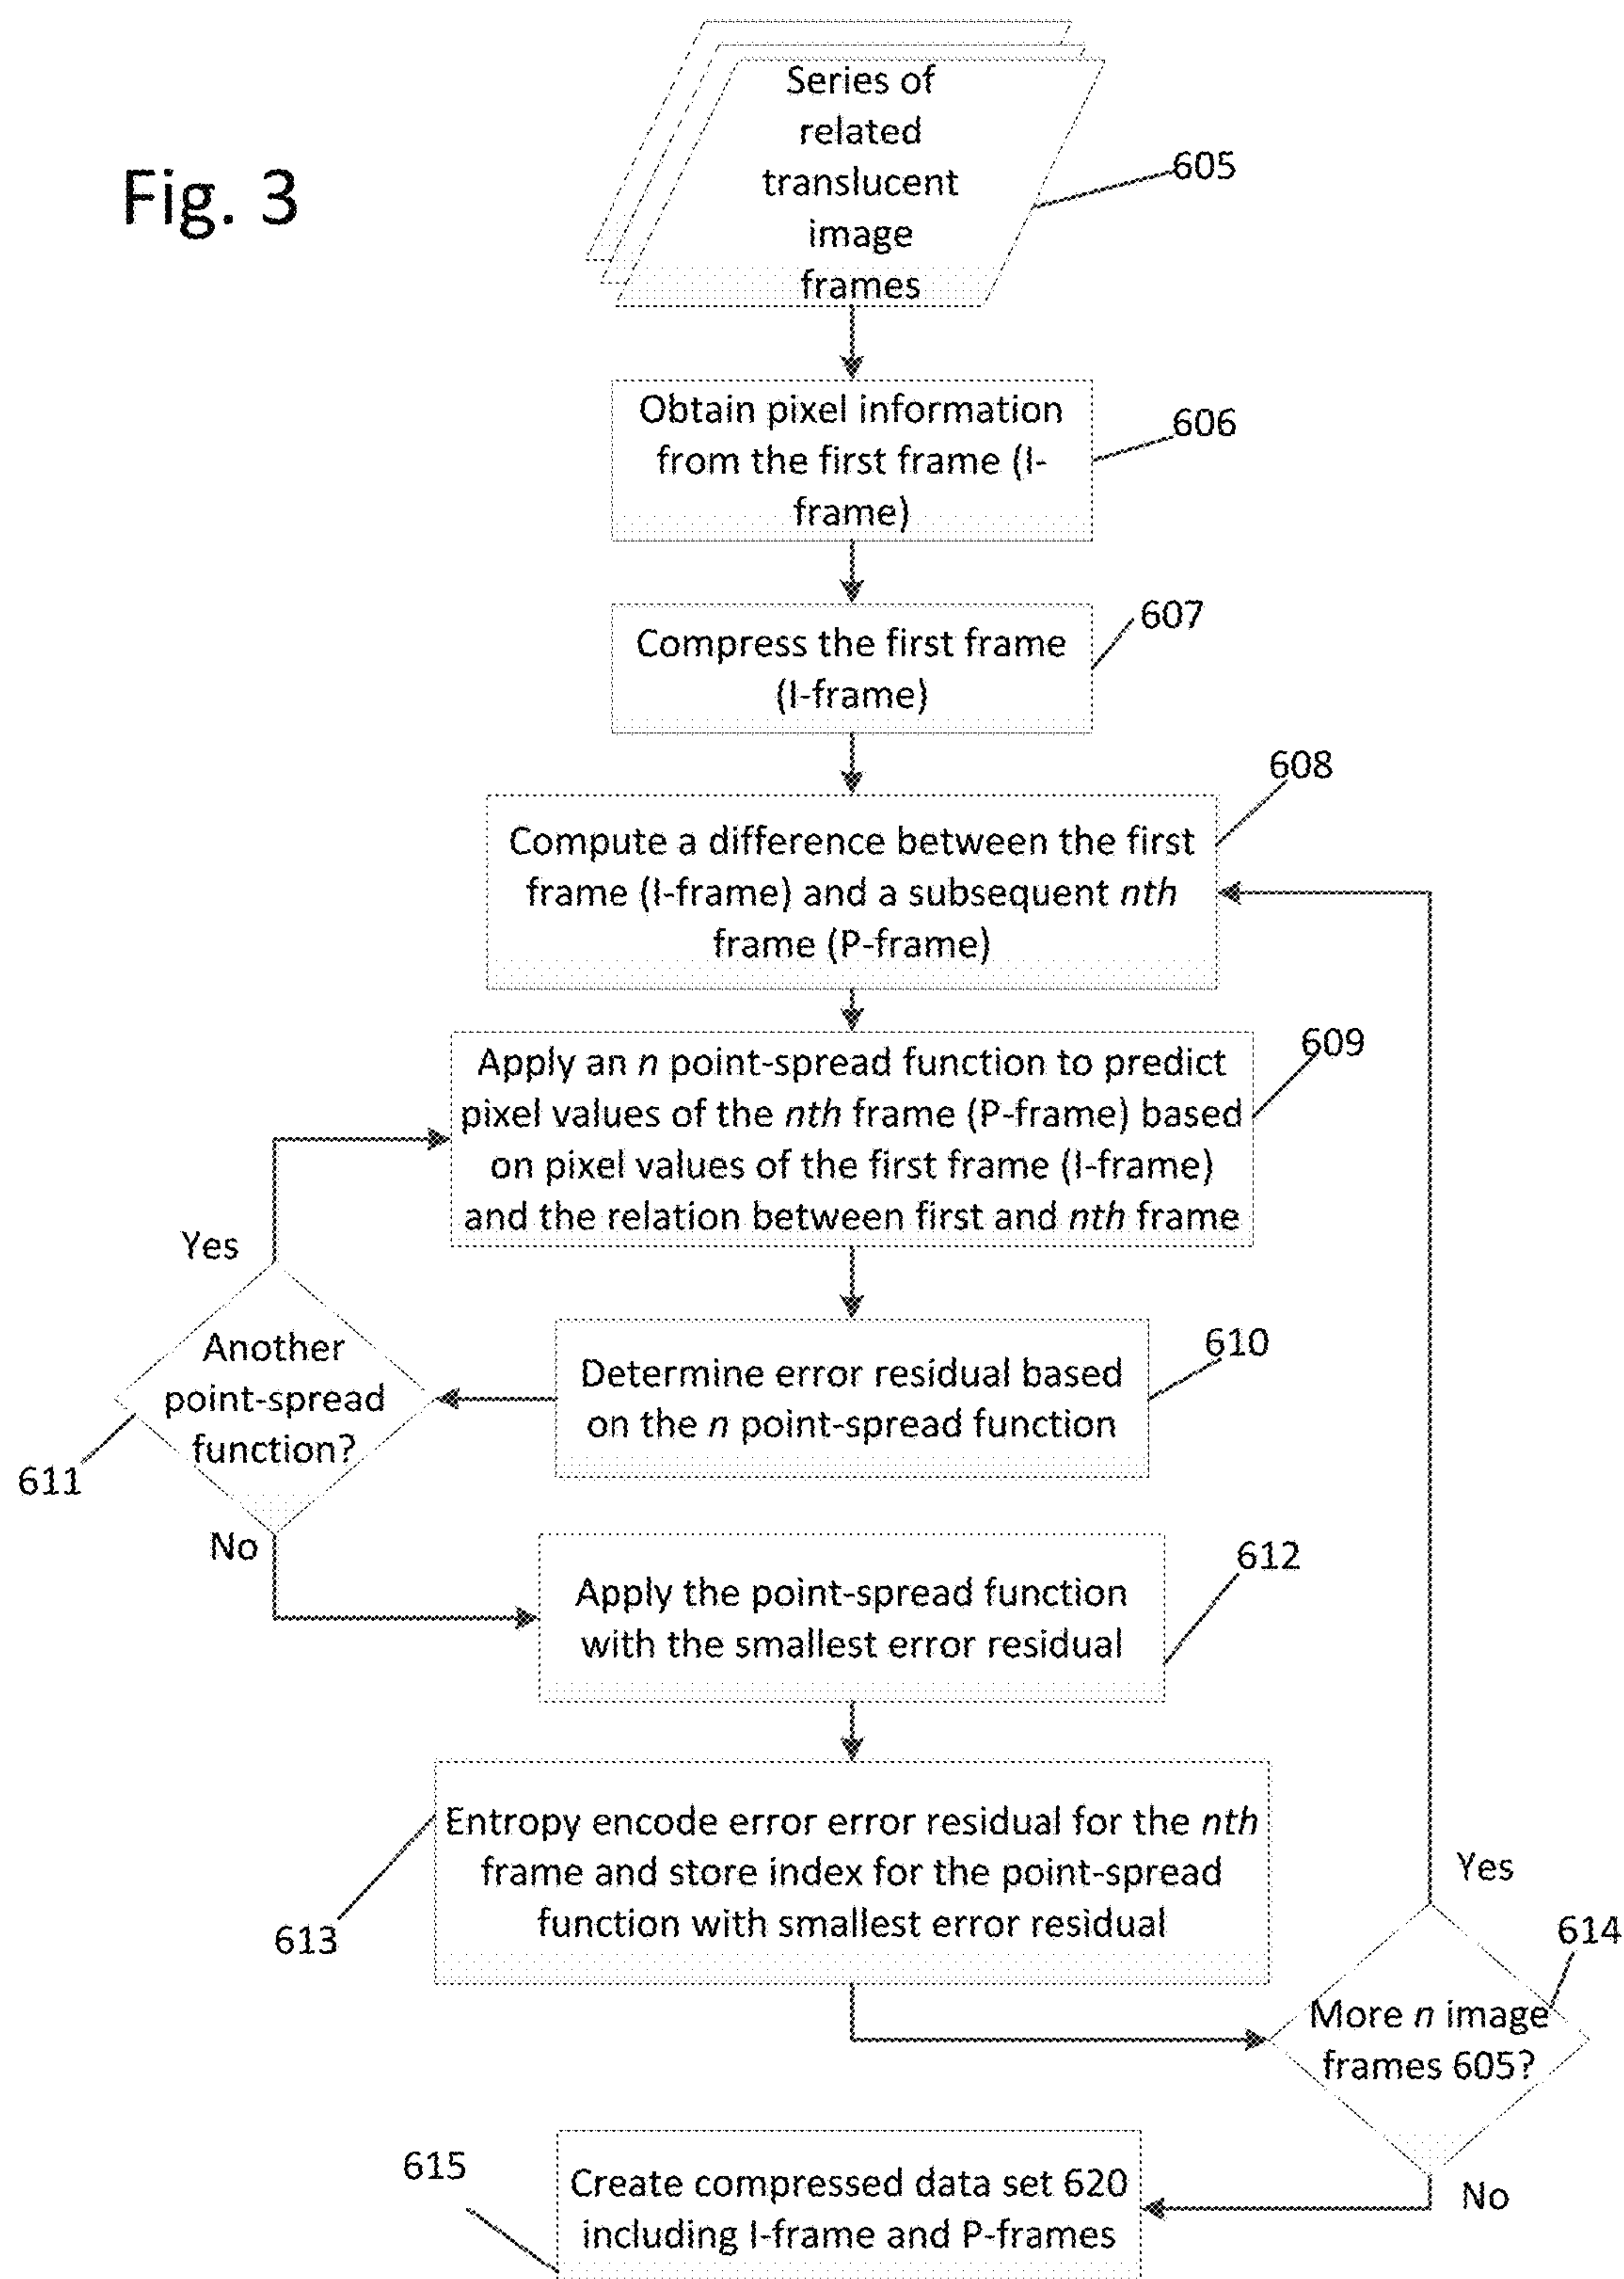 Fig. 3
Series of
related
translucent
image
frames
605
Obtain pixel information
from the first frame (I-
frame)
606
Compress the first frame
(I-frame)
607
608
Compute a difference between the first
frame (I-frame) and a subsequent nth
frame (P-frame)
609
Apply an n point-spread function to predict
pixel values of the nth frame (P-frame) based
on pixel values of the first frame (I-frame)
and the relation between first and nth frame
Yes
Another
point-spread
function?
611
No
610
Determine error residual based
on the n point-spread function
612
Apply the point-spread function
with the smallest error residual
Entropy encode error error residual for the nth
frame and store index for the point-spread
function with smallest error residual
613
Yes
614
More n image
frames 605?
No
615
Create compressed data set 620
including I-frame and P-frames